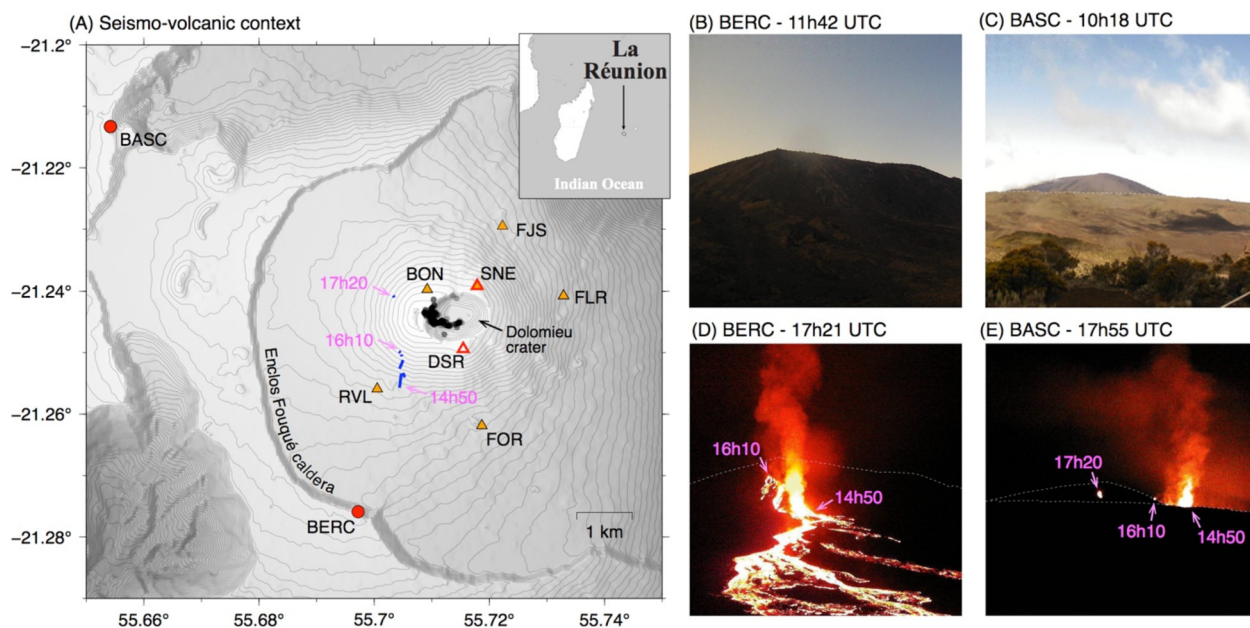 (A) Seismo-volcanic context
−21.2°
−21.22
−21.24
−21.26
−21.28
55.66
55.68
55.7
55.72
55.74
BASC
La
Réunion
Indian Ocean
FJS
BON
SNE
17h20
FLR
Dolomieu
crater
16h10
DSR
RVL
14h50
FOR
Enclos Fouqué caldera
BERC
1 km
(B) BERC - 11h42 UTC
(C) BASC - 10h18 UTC
(D) BERC - 17h21 UTC
16h10
14h50
(E) BASC - 17h55 UTC
17h20
16h10
14h50